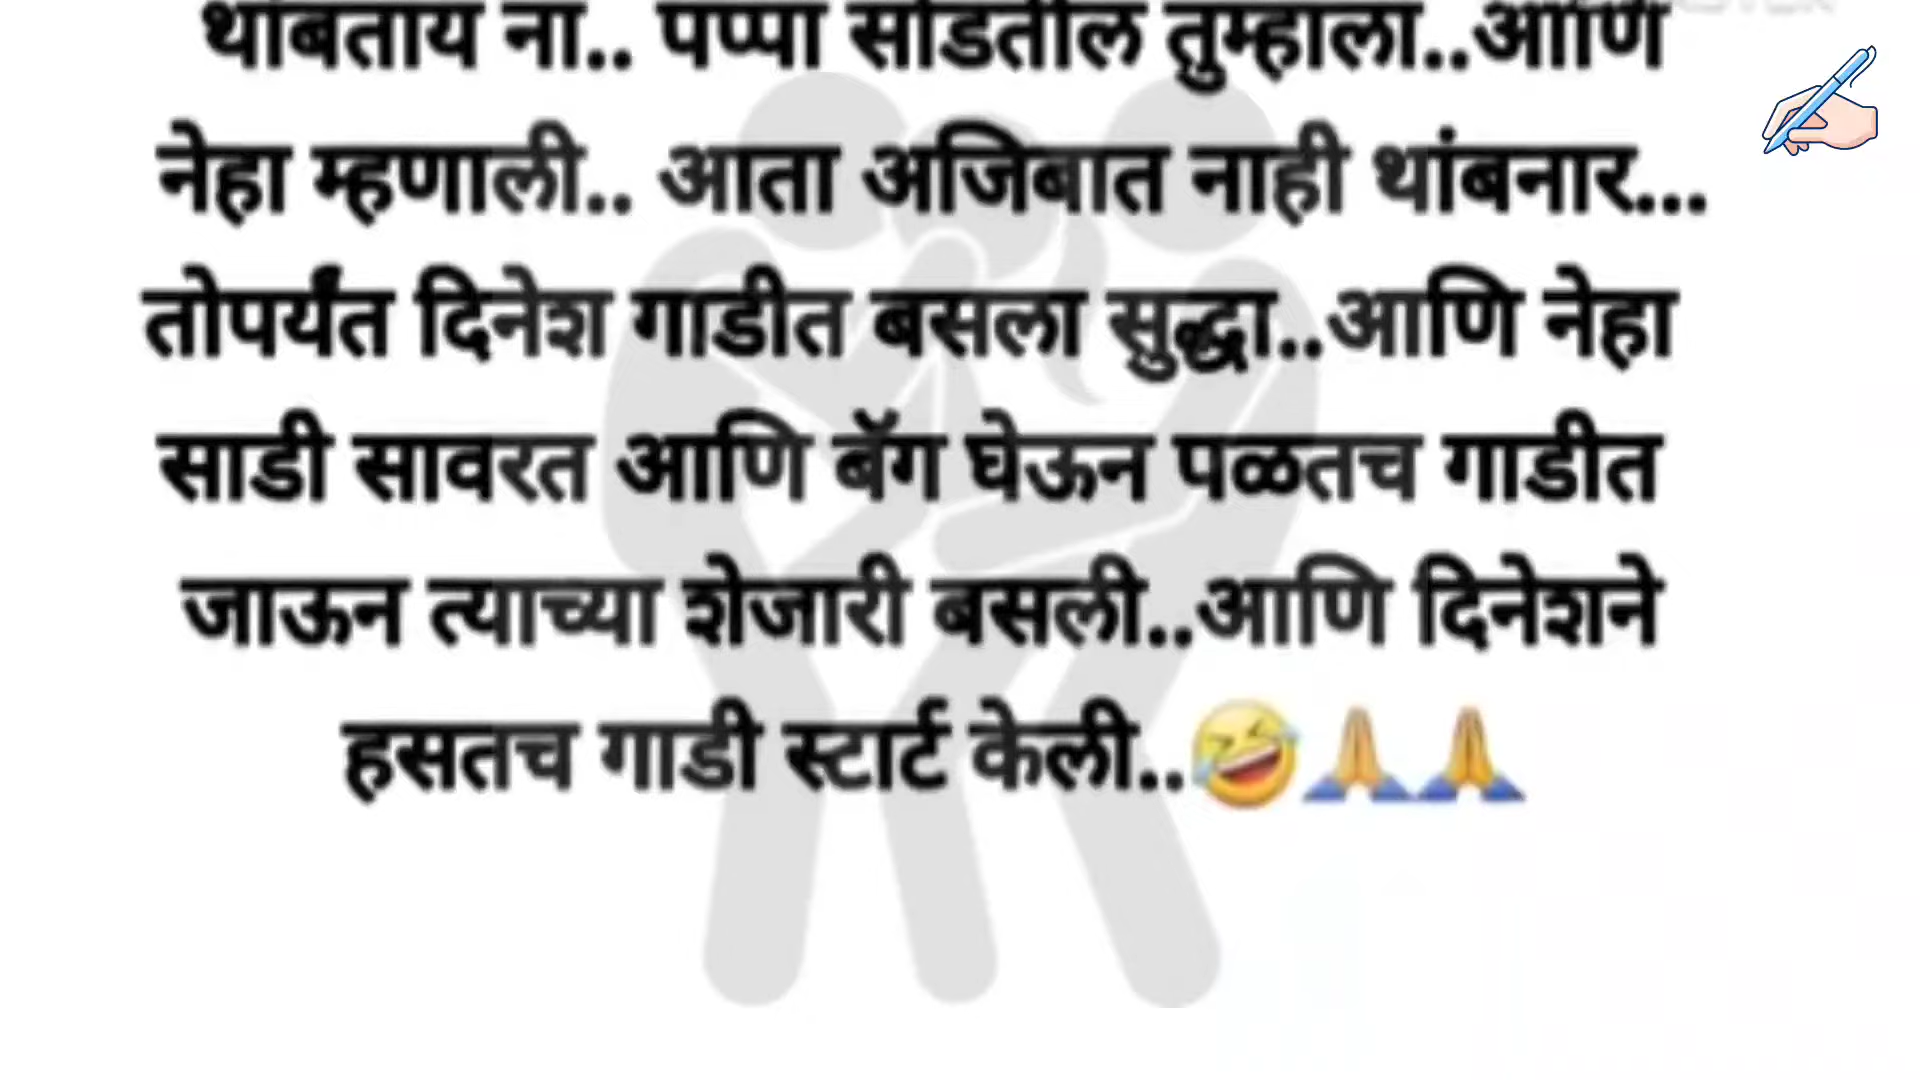 थांबताय ना.. पप्पा सोडतील तुम्हाला..आणि
नेहा म्हणाली.. आता अजिबात नाही थांबनार...
तोपर्यंत दिनेश गाडीत बसला सुद्धा..आणि नेहा
साडी सावरत आणि बॅग घेऊन पळतच गाडीत
जाऊन त्याच्या शेजारी बसली..आणि दिनेशने
हसतच गाडी स्टार्ट केली..🤣🙏🙏